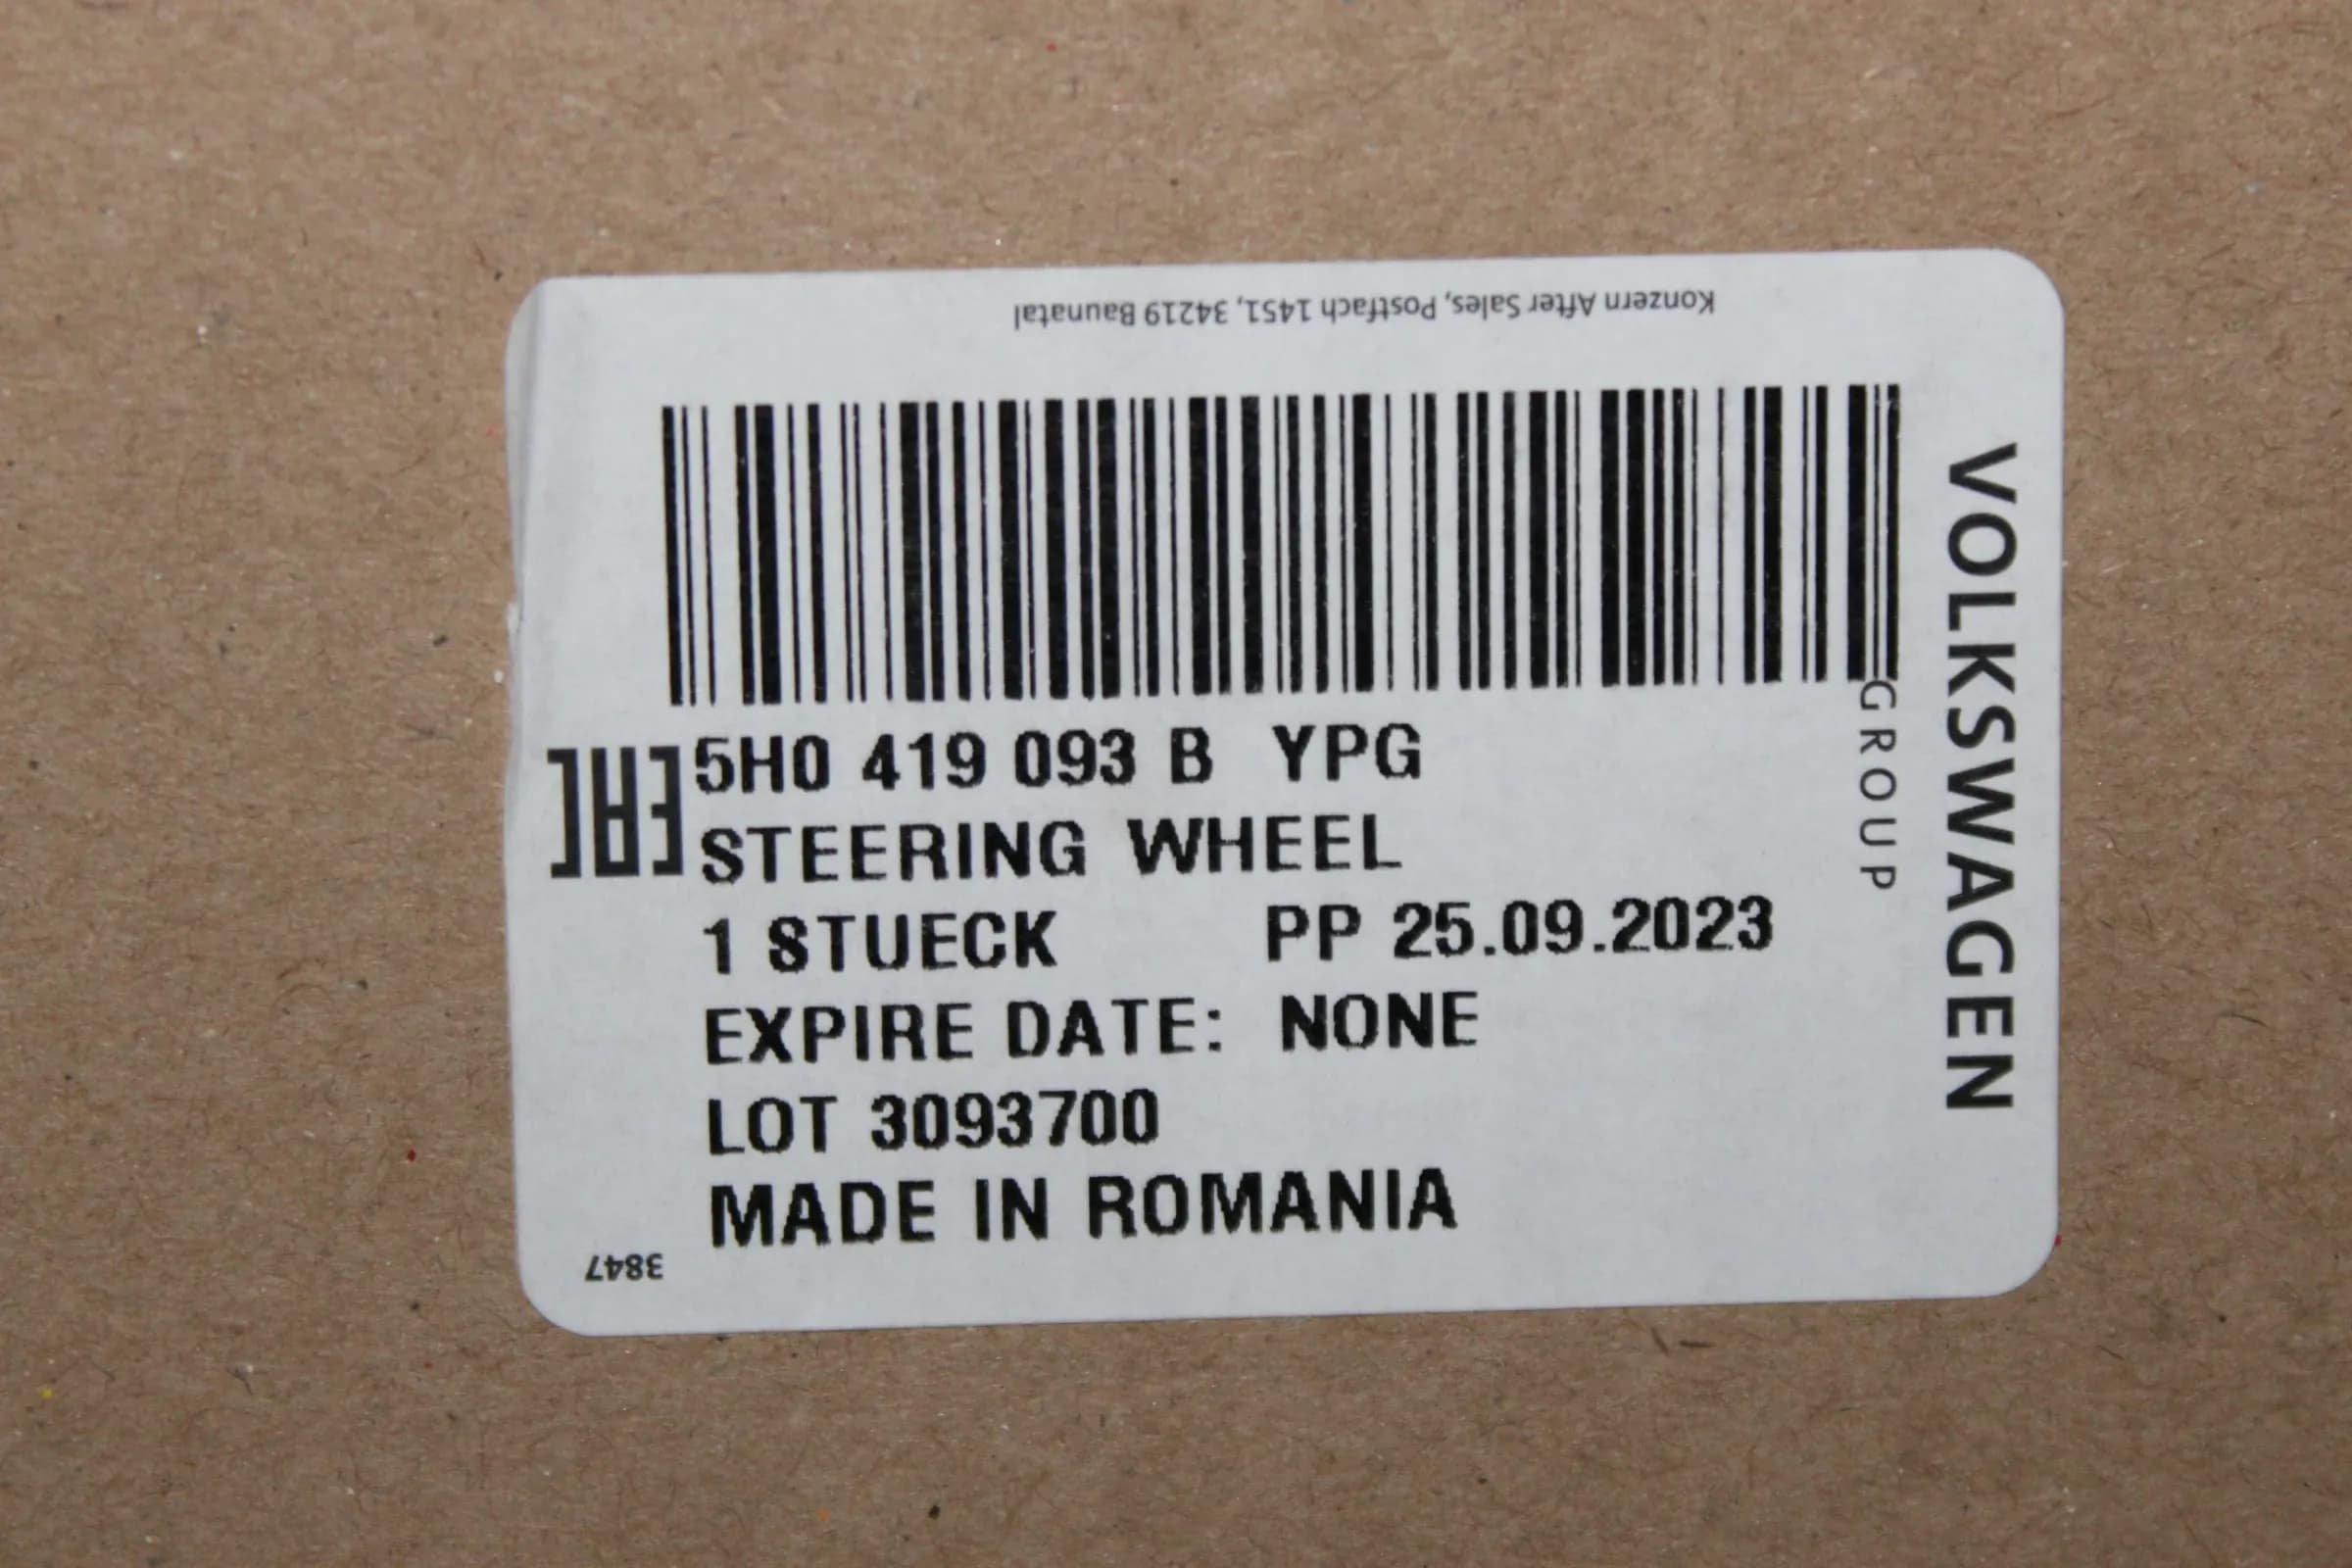 Konzern After Sales, Postfach 1451, 34219 Baunatal
VOLKSWAGEN
GROUP
EAC
5H0 419 093 B YPG
STEERING WHEEL
1 STUECK PP 25.09.2023
EXPIRE DATE: NONE
LOT 3093700
MADE IN ROMANIA
3847